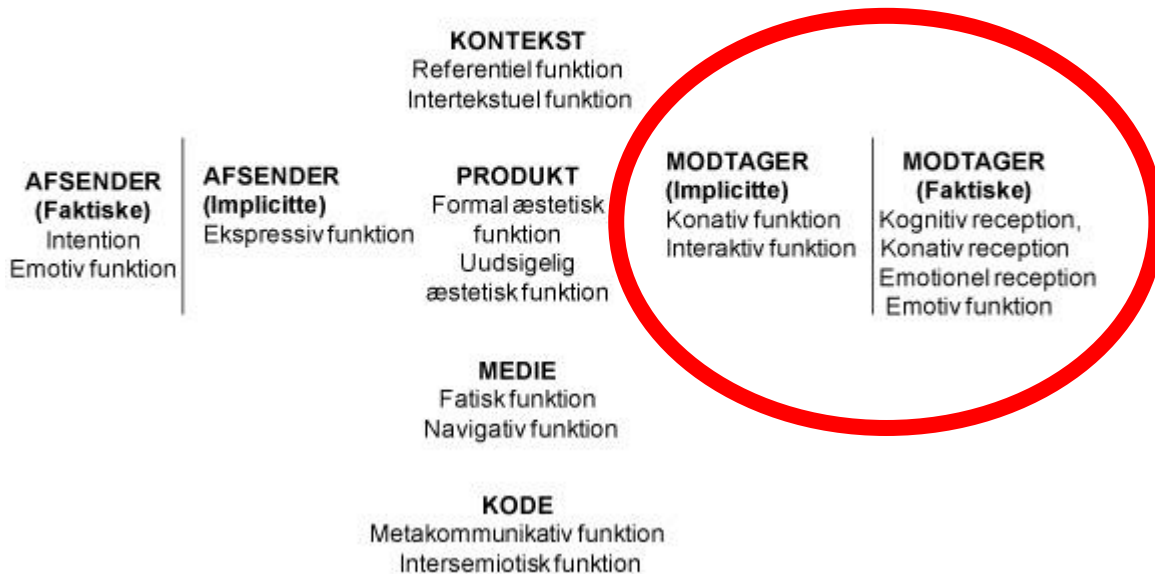 KONTEKST
Referentiel funktion
Intertekstuel funktion
AFSENDER
(Faktiske)
Intention
Emotiv funktion
AFSENDER
(Implicitte)
Ekspressiv funktion
PRODUKT
Formal æstetisk
funktion
Uudsigelig
æstetisk funktion
MODTAGER
(Implicitte)
Konativ funktion
Interaktiv funktion
MODTAGER
(Faktiske)
Kognitiv reception,
Konativ reception
Emotionel reception
Emotiv funktion
MEDIE
Fatisk funktion
Navigativ funktion
KODE
Metakommunikativ funktion
Intersemiotisk funktion